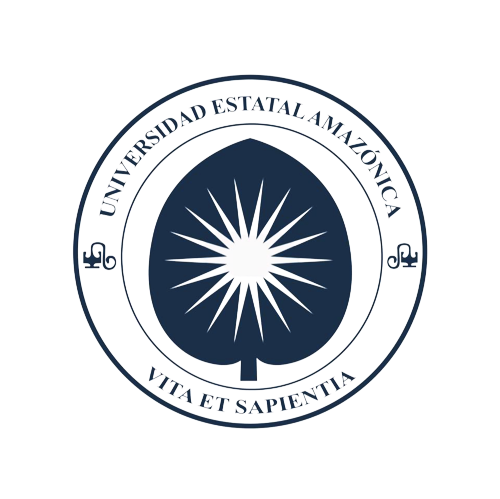 UNIVERSIDAD ESTATAL AMAZÓNICA
VITA ET SAPIENTIA